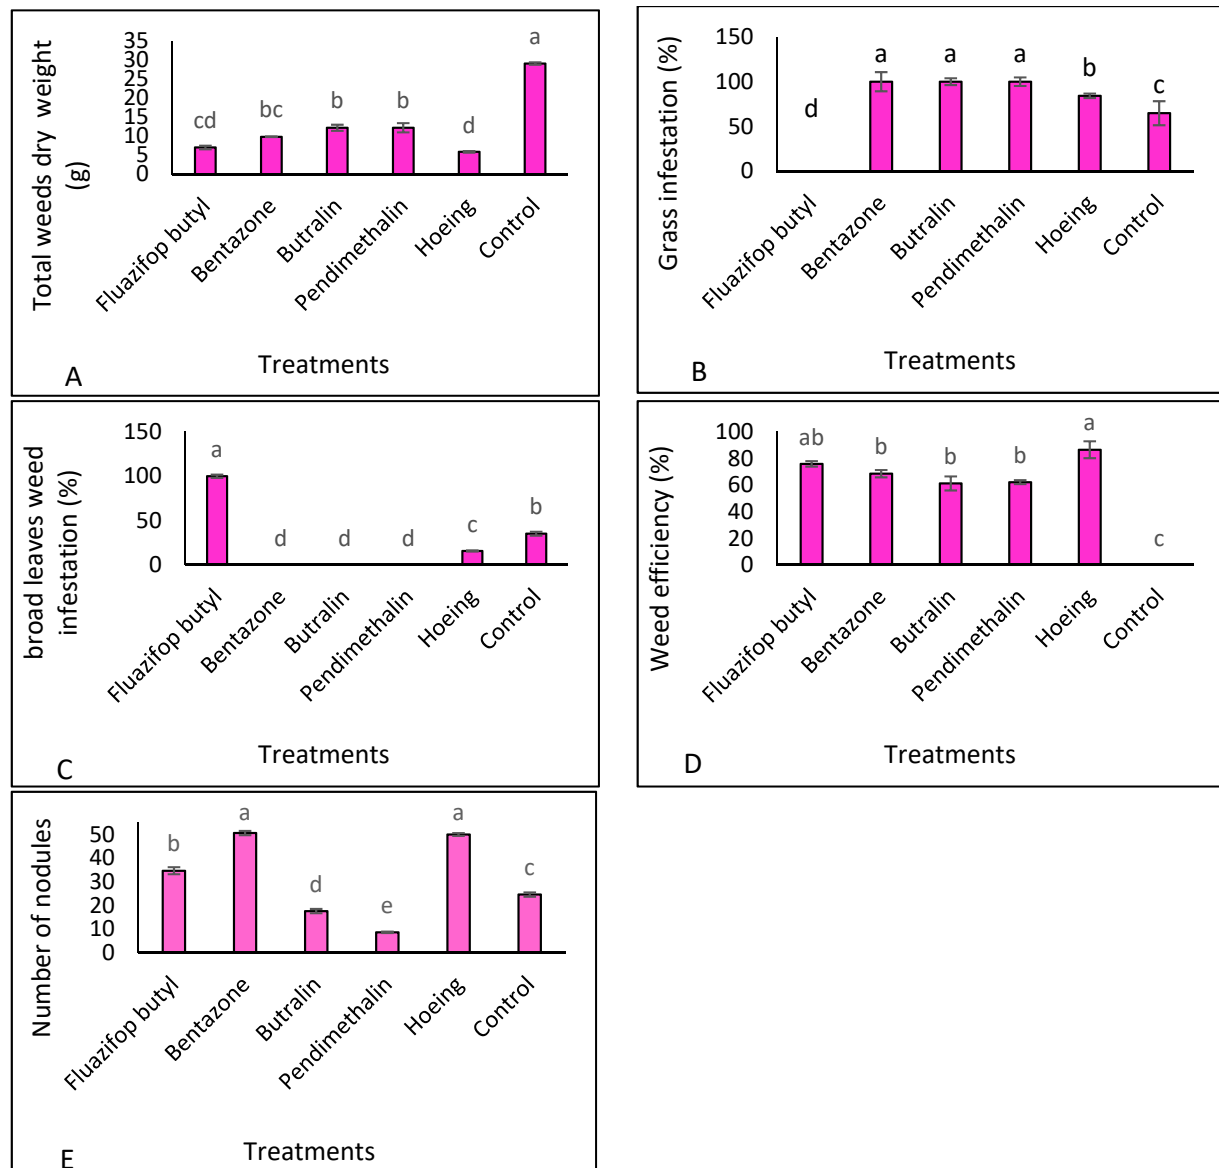 Total weeds dry weight
(g)
35
30
25
20
15
10
5
0
cd
bc
b
b
d
a
Fluazifop butyl
Bentazone
Butralin
Pendimethalin
Hoeing
Control
Treatments
A
Grass infestation (%)
150
100
50
0
d
a
a
a
b
c
Fluazifop butyl
Bentazone
Butralin
Pendimethalin
Hoeing
Control
Treatments
B
broad leaves weed
infestation (%)
150
100
50
0
a
d
d
d
c
b
Fluazifop butyl
Bentazone
Butralin
Pendimethalin
Hoeing
Control
Treatments
C
Weed efficiency (%)
100
80
60
40
20
0
ab
b
b
b
a
c
Fluazifop butyl
Bentazone
Butralin
Pendimethalin
Hoeing
Control
Treatments
D
Number of nodules
50
40
30
20
10
0
b
a
d
e
a
c
Fluazifop butyl
Bentazone
Butralin
Pendimethalin
Hoeing
Control
Treatments
E